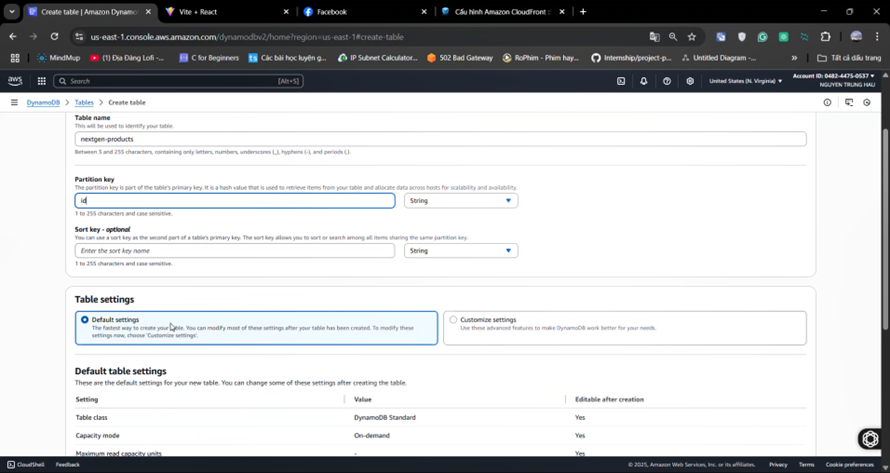 Create table | Amazon Dynamo
Vite + React
Facebook
Cấu hình Amazon CloudFront ::
us-east-1.console.aws.amazon.com/dynamodbv2/home?region=us-east-1#create-table
MindMup
(1) Địa Đàng Lofi -...
C for Beginners
Các bài học luyện g...
IP Subnet Calculator...
502 Bad Gateway
RoPhim - Phim hay...
Internship/project-p...
Untitled Diagram -...
»
Tất cả dấu trang
aws
Search
[Alt+S]
United States (N. Virginia)
Account ID: 0482-4475-0537
NGUYEN TRUNG HAU
DynamoDB > Tables > Create table
Table name
This will be used to identify your table.
nextgen-products
Between 3 and 255 characters, containing only letters, numbers, underscores (_), hyphens (-), and periods (.).
Partition key
The partition key is part of the table's primary key. It is a hash value that is used to retrieve items from your table and allocate data across hosts for scalability and availability.
id
String
1 to 255 characters and case sensitive.
Sort key - optional
You can use a sort key as the second part of a table's primary key. The sort key allows you to sort or search among all items sharing the same partition key.
Enter the sort key name
String
1 to 255 characters and case sensitive.
Table settings
Default settings
The fastest way to create your table. You can modify most of these settings after your table has been created. To modify these
settings now, choose 'Customize settings'.
Customize settings
Use these advanced features to make DynamoDB work better for your needs.
Default table settings
These are the default settings for your new table. You can change some of these settings after creating the table.
Setting
Value
Editable after creation
Table class
DynamoDB Standard
Yes
Capacity mode
On-demand
Yes
Maximum read capacity units
-
Yes
CloudShell
Feedback
© 2025, Amazon Web Services, Inc. or its affiliates.
Privacy
Terms
Cookie preferences